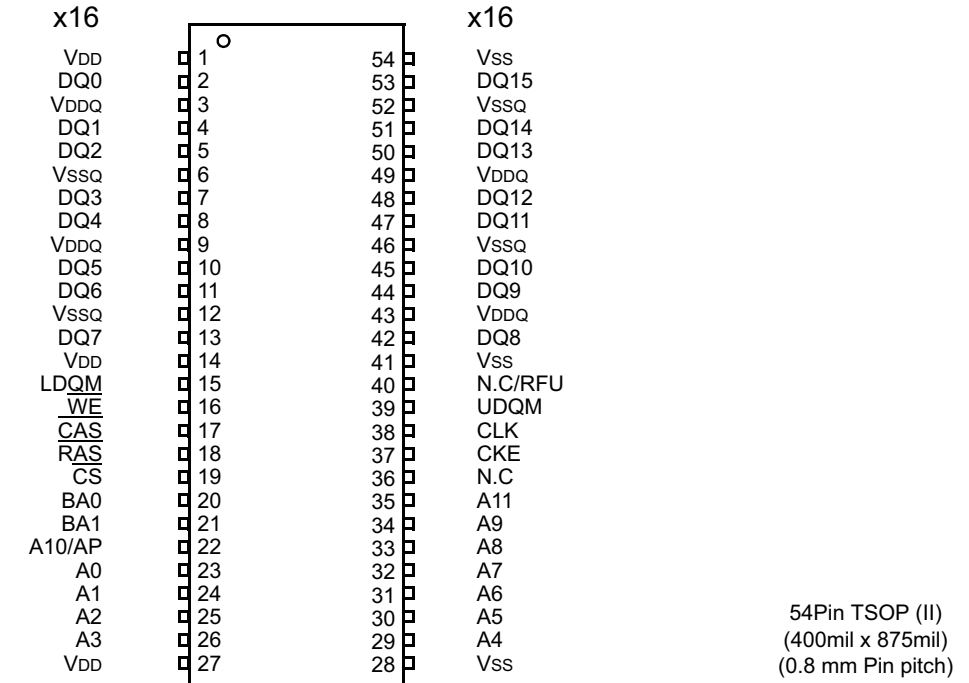 x16 x16
VDD 1 54 VSS
DQ0 2 53 DQ15
VDDQ 3 52 VSSQ
DQ1 4 51 DQ14
DQ2 5 50 DQ13
VSSQ 6 49 VDDQ
DQ3 7 48 DQ12
DQ4 8 47 DQ11
VDDQ 9 46 VSSQ
DQ5 10 45 DQ10
DQ6 11 44 DQ9
VSSQ 12 43 VDDQ
DQ7 13 42 DQ8
VDD 14 41 VSS
LDQM 15 40 N.C/RFU
WE 16 39 UDQM
CAS 17 38 CLK
RAS 18 37 CKE
CS 19 36 N.C
BA0 20 35 A11
BA1 21 34 A9
A10/AP 22 33 A8
A0 23 32 A7
A1 24 31 A6
A2 25 30 A5
A3 26 29 A4
VDD 27 28 VSS
54Pin TSOP (II)
(400mil x 875mil)
(0.8 mm Pin pitch)